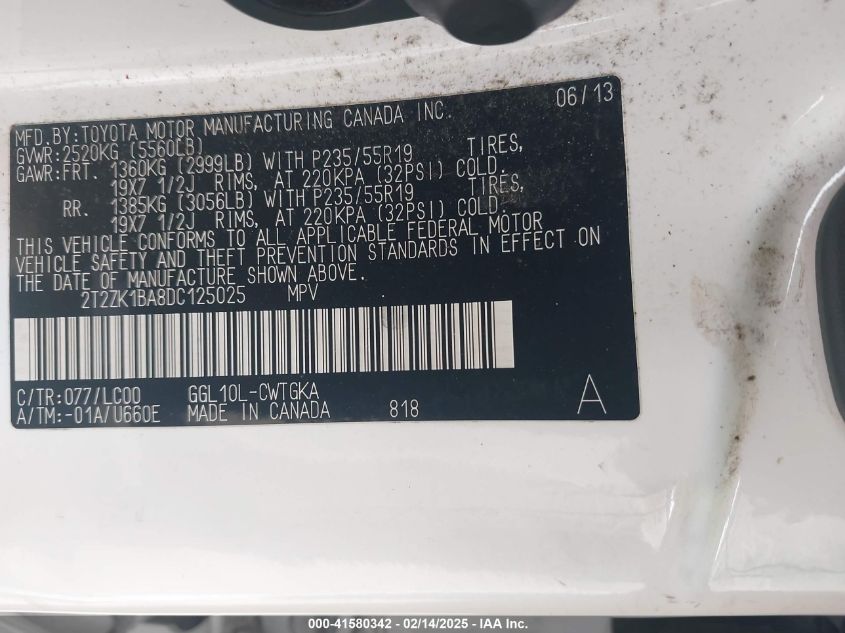 06/13
MFD.BY:TOYOTA MOTOR MANUFACTURING CANADA INC.
GVWR:2520KG (5560LB)
GAWR:FRT. 1360KG (2999LB) WITH P235/55R19 TIRES,
19X7 1/2J RIMS, AT 220KPA (32PSI) COLD.
RR. 1385KG (3056LB) WITH P235/55R19 TIRES,
19X7 1/2J RIMS, AT 220KPA (32PSI) COLD.
THIS VEHICLE CONFORMS TO ALL APPLICABLE FEDERAL MOTOR
VEHICLE SAFETY AND THEFT PREVENTION STANDARDS IN EFFECT ON
THE DATE OF MANUFACTURE SHOWN ABOVE.
2T2ZK1BA8DC125025 MPV
C/TR:077/LC00 GGL10L-CWTGKA
A/TM:-01A/U660E MADE IN CANADA 818 A
000-41580342 - 02/14/2025 - IAA Inc.